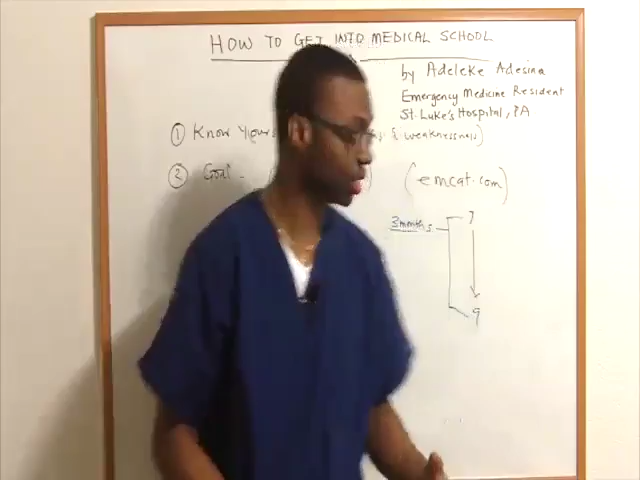 HOW TO GET INTO MEDICAL SCHOOL
by Adeleke Adesina
Emergency Medicine Resident
St. Luke's Hospital, PA
① Know & weaknesses)
② Goal -
(emcat.com)
3 months
7
9